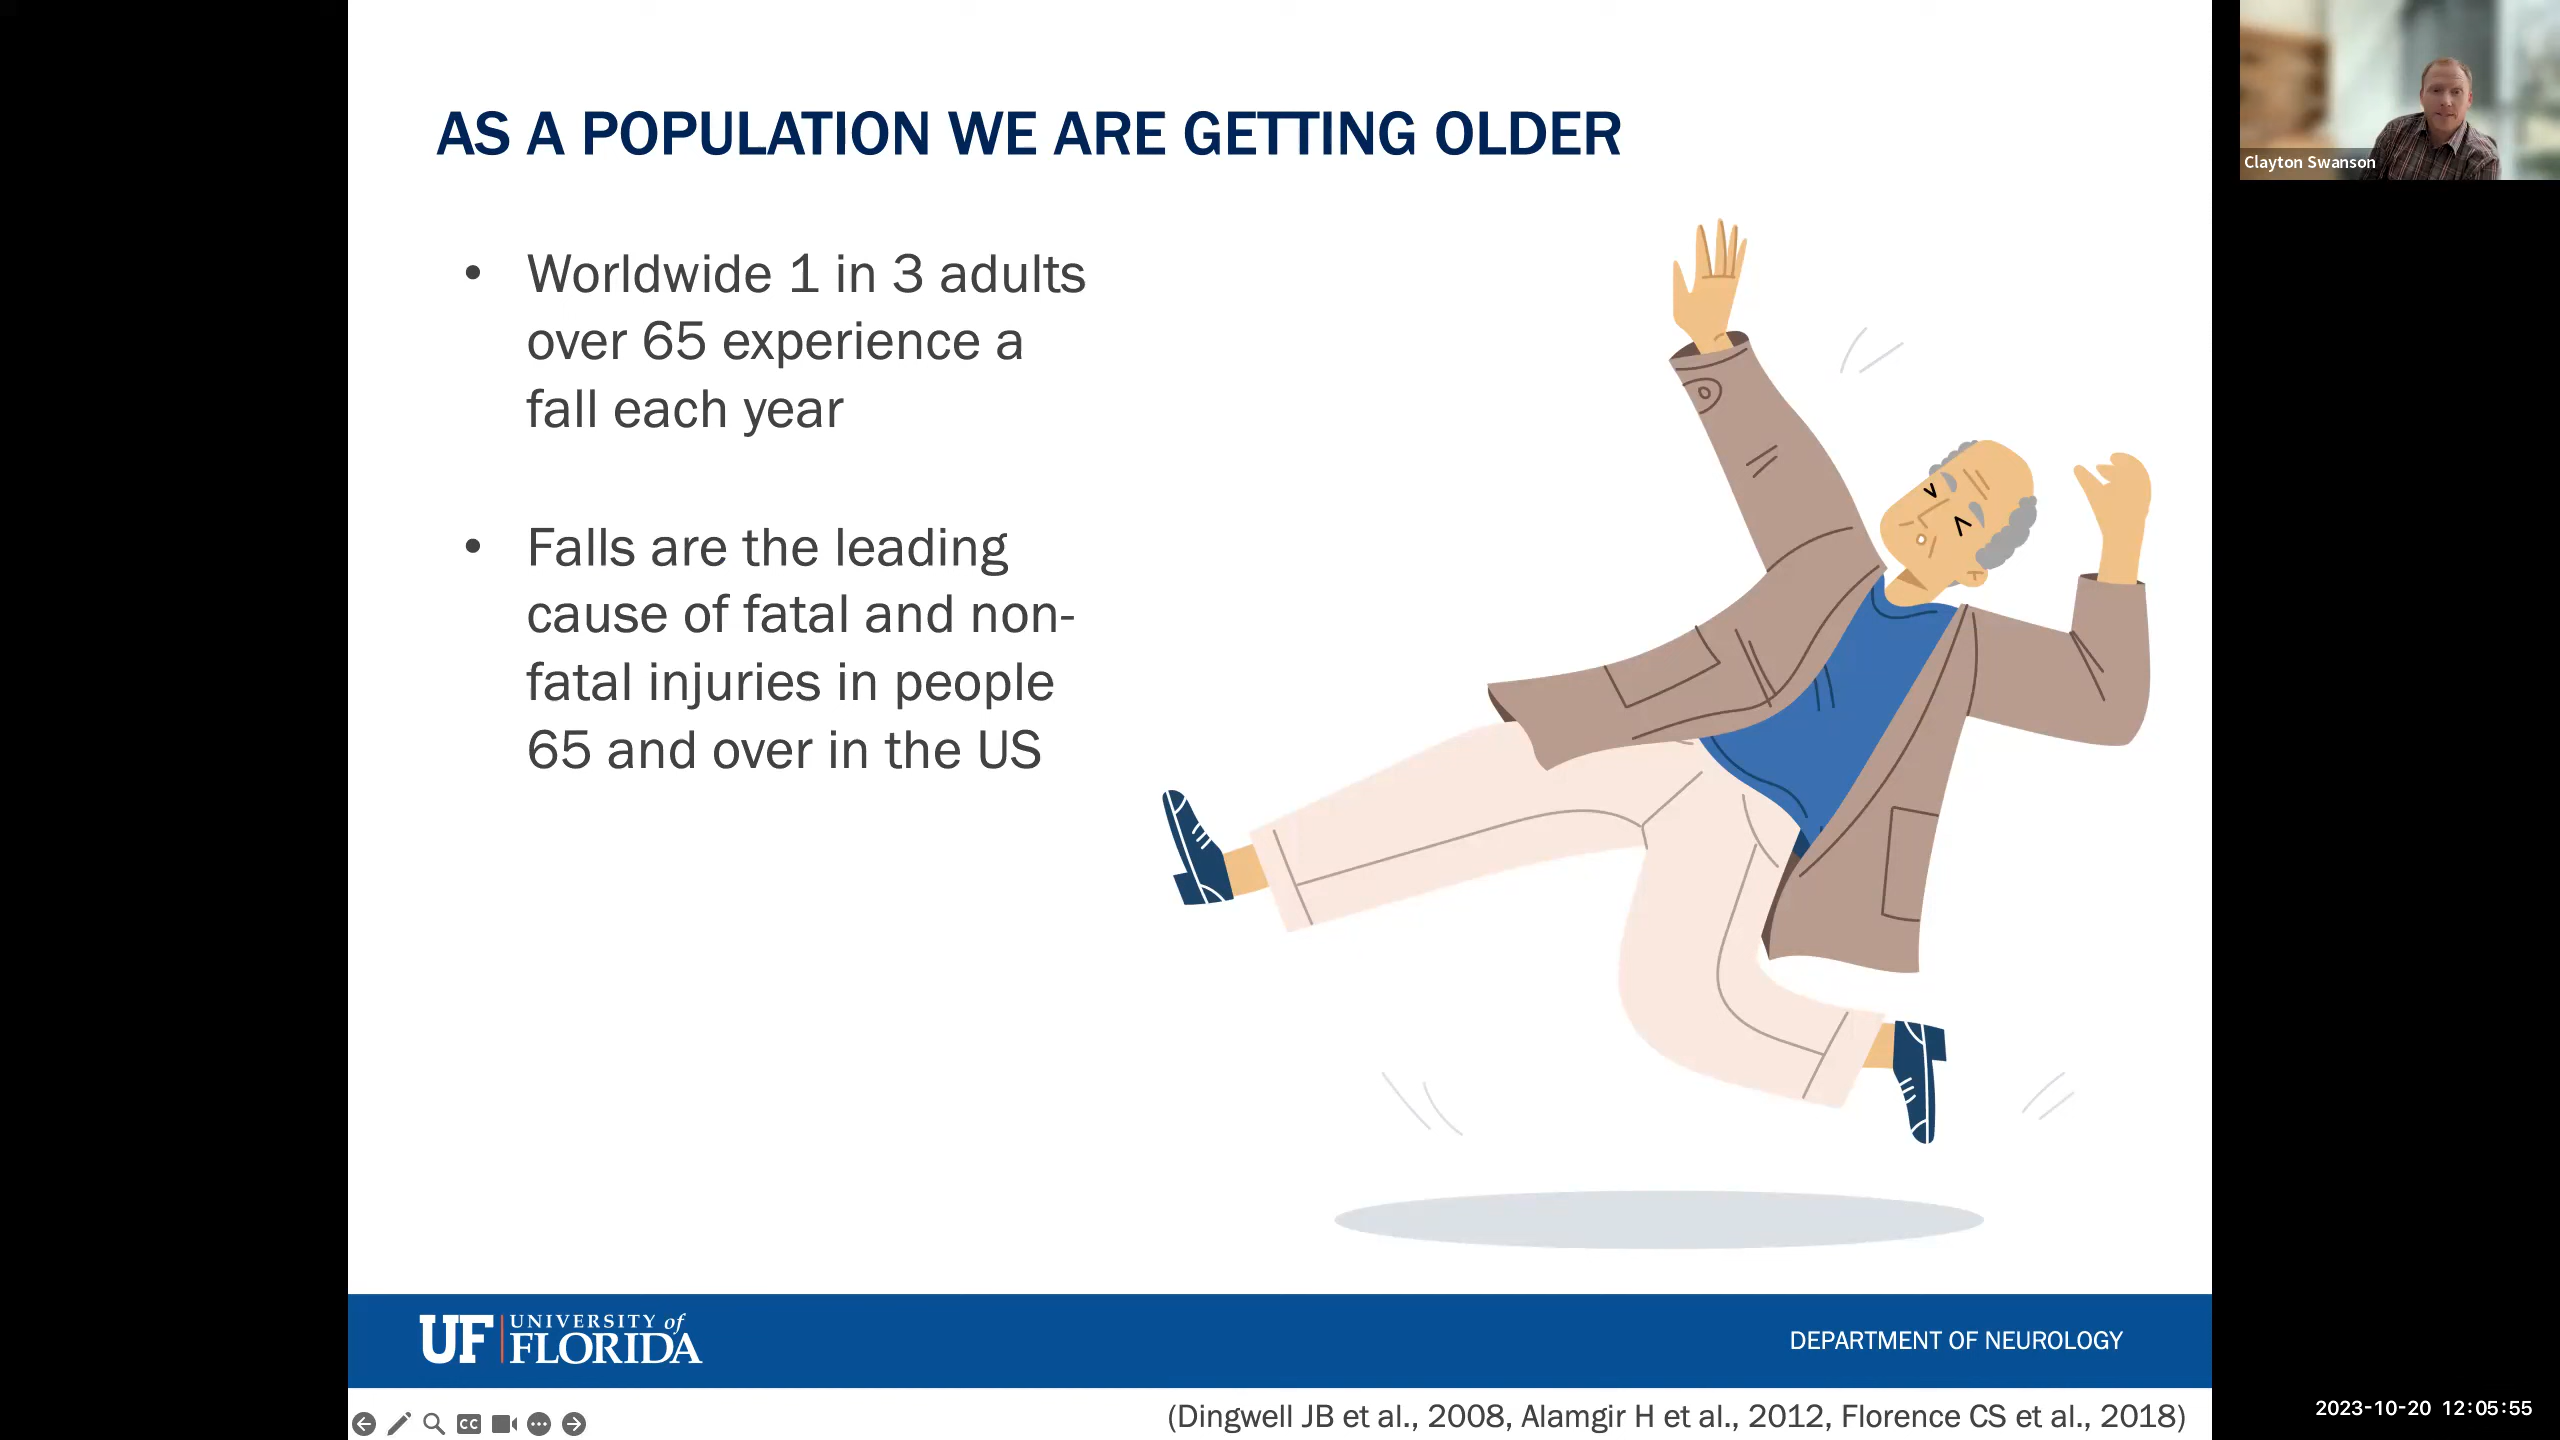 AS A POPULATION WE ARE GETTING OLDER
Clayton Swanson
• Worldwide 1 in 3 adults
over 65 experience a
fall each year
• Falls are the leading
cause of fatal and non-
fatal injuries in people
65 and over in the US
UF UNIVERSITY of
FLORIDA
DEPARTMENT OF NEUROLOGY
CC
(Dingwell JB et al., 2008, Alamgir H et al., 2012, Florence CS et al., 2018)
2023-10-20 12:05:55